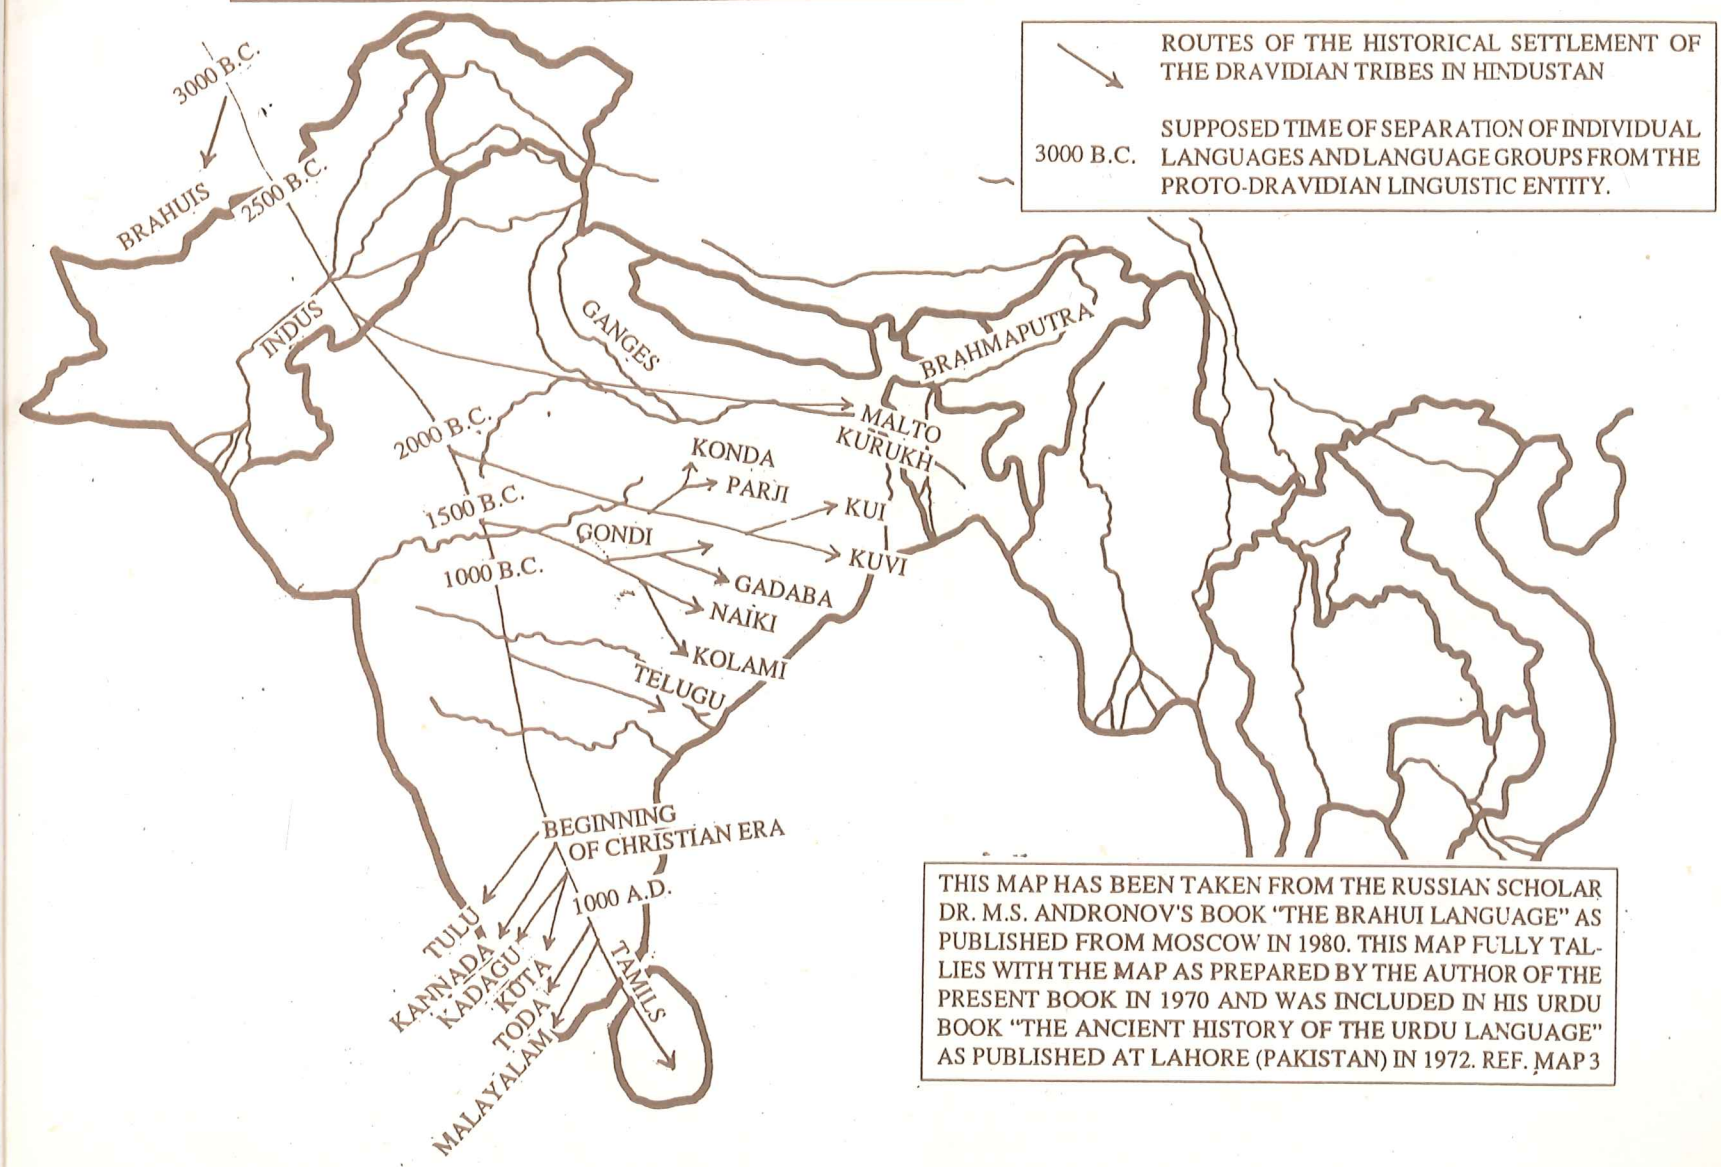 ROUTES OF THE HISTORICAL SETTLEMENT OF
THE DRAVIDIAN TRIBES IN HINDUSTAN
3000 B.C.
SUPPOSED TIME OF SEPARATION OF INDIVIDUAL
LANGUAGES AND LANGUAGE GROUPS FROM THE
PROTO-DRAVIDIAN LINGUISTIC ENTITY.
3000 B.C.
2500 B.C.
BRAHUIS
INDUS
GANGES
BRAHMAPUTRA
2000 B.C.
MALTO
KURUKH
KONDA
PARJI
KUI
1500 B.C.
GONDI
KUVI
1000 B.C.
GADABA
NAIKI
KOLAMI
TELUGU
BEGINNING
OF CHRISTIAN ERA
1000 A.D.
TULU
KANNADA
KADAGU
KUTA
TODA
MALAYALAM
TAMILS
THIS MAP HAS BEEN TAKEN FROM THE RUSSIAN SCHOLAR
DR. M.S. ANDRONOV'S BOOK "THE BRAHUI LANGUAGE" AS
PUBLISHED FROM MOSCOW IN 1980. THIS MAP FULLY TAL-
LIES WITH THE MAP AS PREPARED BY THE AUTHOR OF THE
PRESENT BOOK IN 1970 AND WAS INCLUDED IN HIS URDU
BOOK "THE ANCIENT HISTORY OF THE URDU LANGUAGE"
AS PUBLISHED AT LAHORE (PAKISTAN) IN 1972. REF. MAP 3